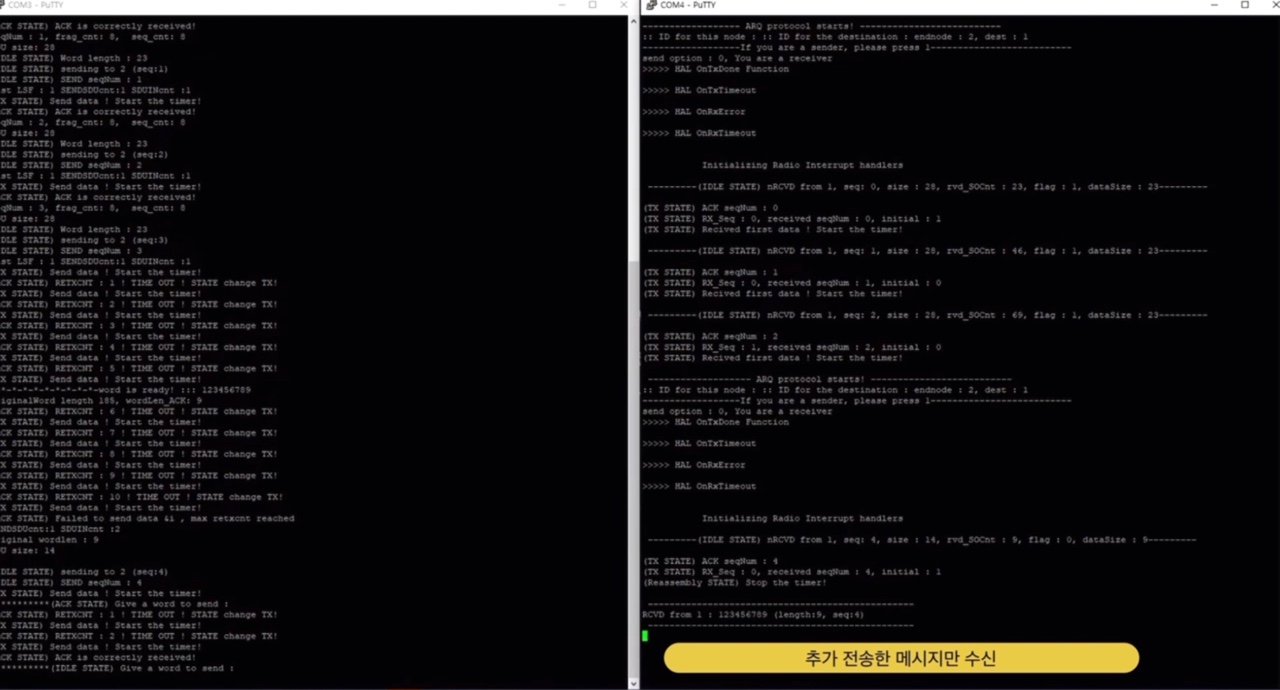 COM3 - PuTTY
CK STATE) ACK is correctly received!
qNum : 1, frag_cnt: 8, seq_cnt: 8
U size: 28
DLE STATE) Word length : 23
DLE STATE) sending to 2 (seq:1)
DLE STATE) SEND seqNum : 1
st LSF : 1 SENDSDUcnt:1 SDUINcnt :1
X STATE) Send data ! Start the timer!
CK STATE) ACK is correctly received!
qNum : 2, frag_cnt: 8, seq_cnt: 8
U size: 28
DLE STATE) Word length : 23
DLE STATE) sending to 2 (seq:2)
DLE STATE) SEND seqNum : 2
st LSF : 1 SENDSDUcnt:1 SDUINcnt :1
X STATE) Send data ! Start the timer!
CK STATE) ACK is correctly received!
qNum : 3, frag_cnt: 8, seq_cnt: 8
U size: 28
DLE STATE) Word length : 23
DLE STATE) sending to 2 (seq:3)
DLE STATE) SEND seqNum : 3
st LSF : 1 SENDSDUcnt:1 SDUINcnt :1
X STATE) Send data ! Start the timer!
CK STATE) RETXCNT : 1 ! TIME OUT ! STATE change TX!
X STATE) Send data ! Start the timer!
CK STATE) RETXCNT : 2 ! TIME OUT ! STATE change TX!
X STATE) Send data ! Start the timer!
CK STATE) RETXCNT : 3 ! TIME OUT ! STATE change TX!
X STATE) Send data ! Start the timer!
CK STATE) RETXCNT : 4 ! TIME OUT ! STATE change TX!
X STATE) Send data ! Start the timer!
CK STATE) RETXCNT : 5 ! TIME OUT ! STATE change TX!
X STATE) Send data ! Start the timer!
*-*-*-*-*-*-*-*-*-word is ready! ::: 123456789
iginalWord length 185, wordLen_ACK: 9
CK STATE) RETXCNT : 6 ! TIME OUT ! STATE change TX!
X STATE) Send data ! Start the timer!
CK STATE) RETXCNT : 7 ! TIME OUT ! STATE change TX!
X STATE) Send data ! Start the timer!
CK STATE) RETXCNT : 8 ! TIME OUT ! STATE change TX!
X STATE) Send data ! Start the timer!
CK STATE) RETXCNT : 9 ! TIME OUT ! STATE change TX!
X STATE) Send data ! Start the timer!
CK STATE) RETXCNT : 10 ! TIME OUT ! STATE change TX!
X STATE) Send data ! Start the timer!
CK STATE) Failed to send data &i , max retxcnt reached
NDSDUcnt:1 SDUINcnt :2
iginal wordlen : 9
U size: 14
DLE STATE) sending to 2 (seq:4)
DLE STATE) SEND seqNum : 4
X STATE) Send data ! Start the timer!
*********(ACK STATE) Give a word to send :
CK STATE) RETXCNT : 1 ! TIME OUT ! STATE change TX!
X STATE) Send data ! Start the timer!
CK STATE) RETXCNT : 2 ! TIME OUT ! STATE change TX!
X STATE) Send data ! Start the timer!
CK STATE) ACK is correctly received!
*********(IDLE STATE) Give a word to send :
COM4 - PuTTY
------------------ ARQ protocol starts! --------------------------
:: ID for this node : :: ID for the destination : endnode : 2, dest : 1
------------------If you are a sender, please press 1--------------------------
send option : 0, You are a receiver
>>>>> HAL OnTxDone Function
>>>>> HAL OnTxTimeout
>>>>> HAL OnRxError
>>>>> HAL OnRxTimeout
Initializing Radio Interrupt handlers
---------(IDLE STATE) nRCVD from 1, seq: 0, size : 28, rvd_SOCnt : 23, flag : 1, dataSize : 23---------
(TX STATE) ACK seqNum : 0
(TX STATE) RX_Seq : 0, received seqNum : 0, initial : 1
(TX STATE) Recived first data ! Start the timer!
---------(IDLE STATE) nRCVD from 1, seq: 1, size : 28, rvd_SOCnt : 46, flag : 1, dataSize : 23---------
(TX STATE) ACK seqNum : 1
(TX STATE) RX_Seq : 0, received seqNum : 1, initial : 0
(TX STATE) Recived first data ! Start the timer!
---------(IDLE STATE) nRCVD from 1, seq: 2, size : 28, rvd_SOCnt : 69, flag : 1, dataSize : 23---------
(TX STATE) ACK seqNum : 2
(TX STATE) RX_Seq : 1, received seqNum : 2, initial : 0
(TX STATE) Recived first data ! Start the timer!
------------------- ARQ protocol starts! --------------------------
:: ID for this node : :: ID for the destination : endnode : 2, dest : 1
------------------If you are a sender, please press 1--------------------------
send option : 0, You are a receiver
>>>>> HAL OnTxDone Function
>>>>> HAL OnTxTimeout
>>>>> HAL OnRxError
>>>>> HAL OnRxTimeout
Initializing Radio Interrupt handlers
---------(IDLE STATE) nRCVD from 1, seq: 4, size : 14, rvd_SOCnt : 9, flag : 0, dataSize : 9---------
(TX STATE) ACK seqNum : 4
(TX STATE) RX_Seq : 0, received seqNum : 4, initial : 1
(Reassembly STATE) Stop the timer!
-------------------------------------------------
RCVD from 1 : 123456789 (length:9, seq:4)
-------------------------------------------------
추가 전송한 메시지만 수신